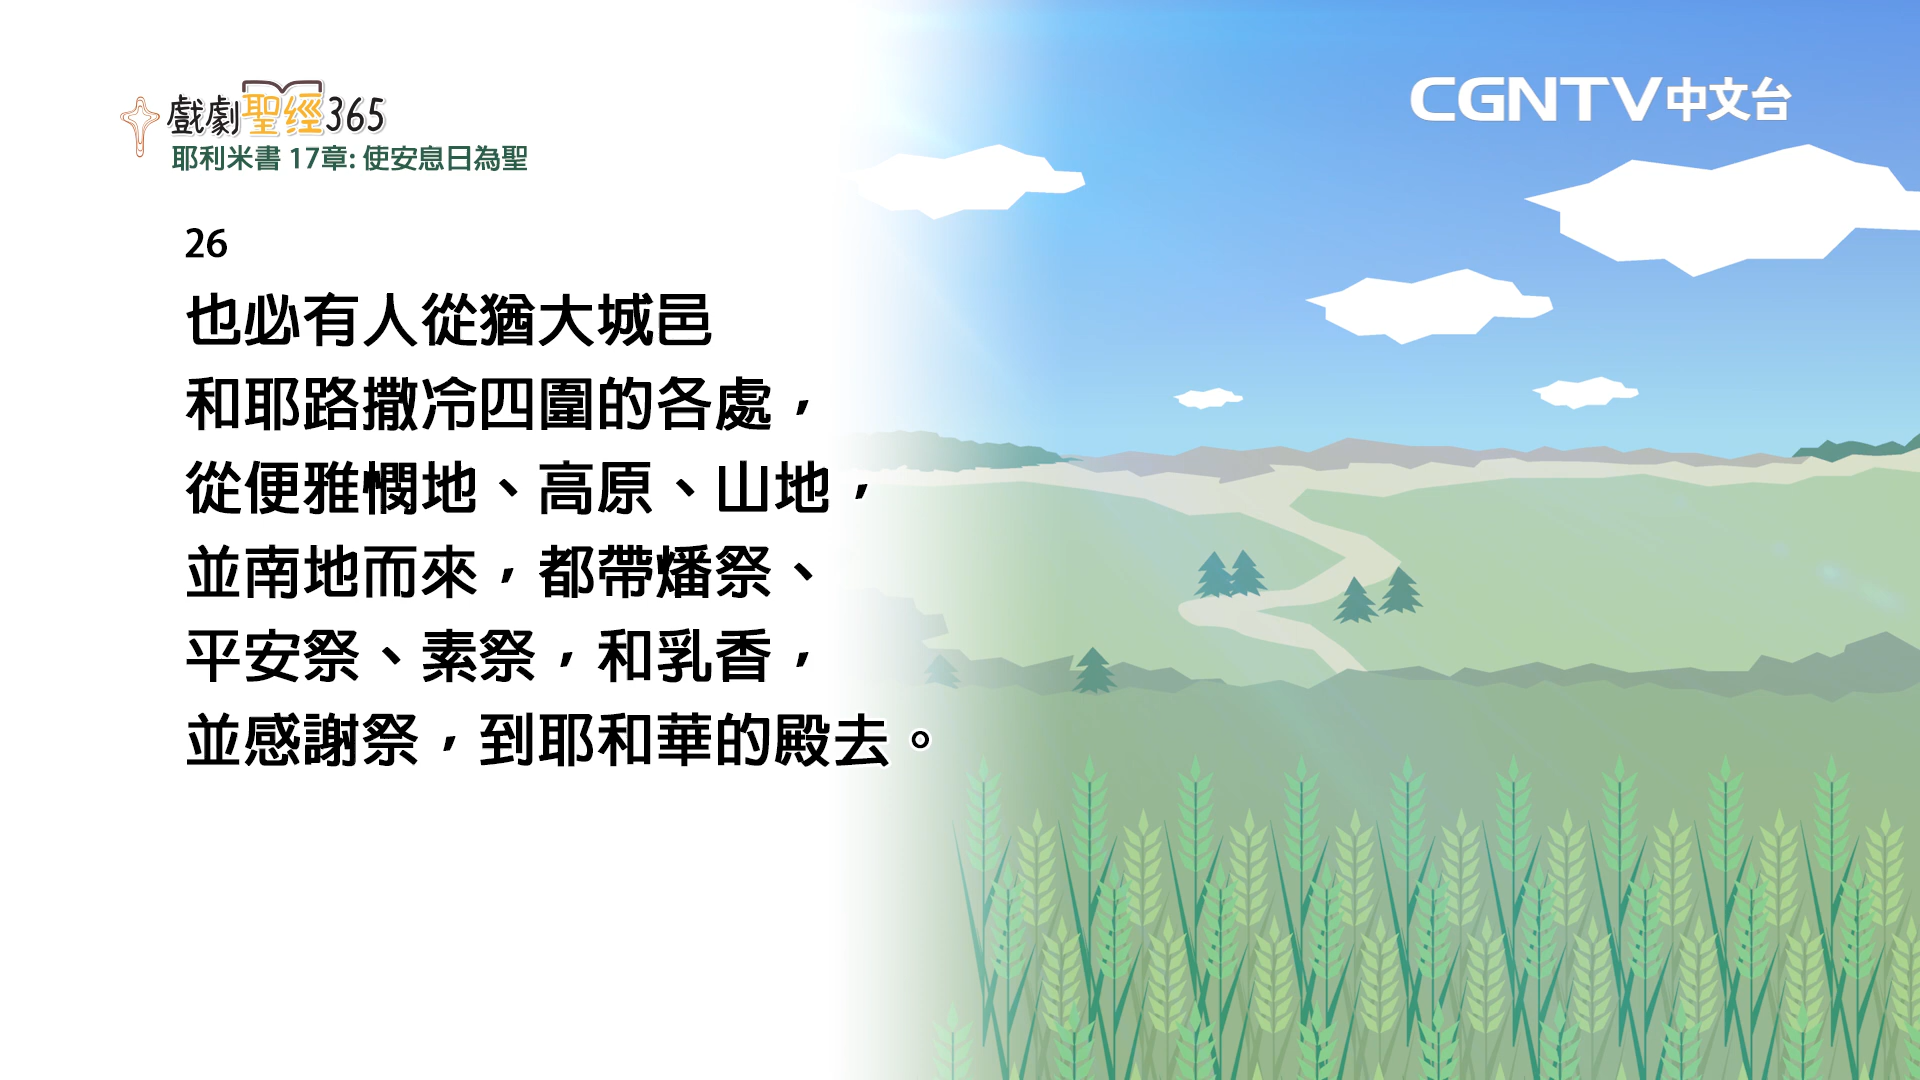 戲劇聖經365
耶利米書 17章: 使安息日為聖
CGNTV中文台
26
也必有人從猶大城邑
和耶路撒冷四圍的各處，
從便雅憫地、高原、山地，
並南地而來，都帶燔祭、
平安祭、素祭，和乳香，
並感謝祭，到耶和華的殿去。